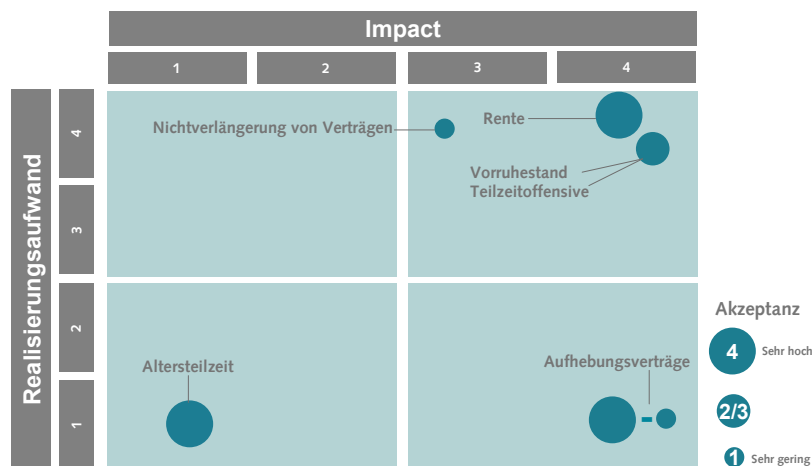 Impact
1
2
3
4
Realisierungsaufwand
4
3
2
1
Nichtverlängerung von Verträgen
Rente
Vorruhestand
Teilzeitoffensive
Altersteilzeit
Aufhebungsverträge
Akzeptanz
4 Sehr hoch
2/3
1 Sehr gering